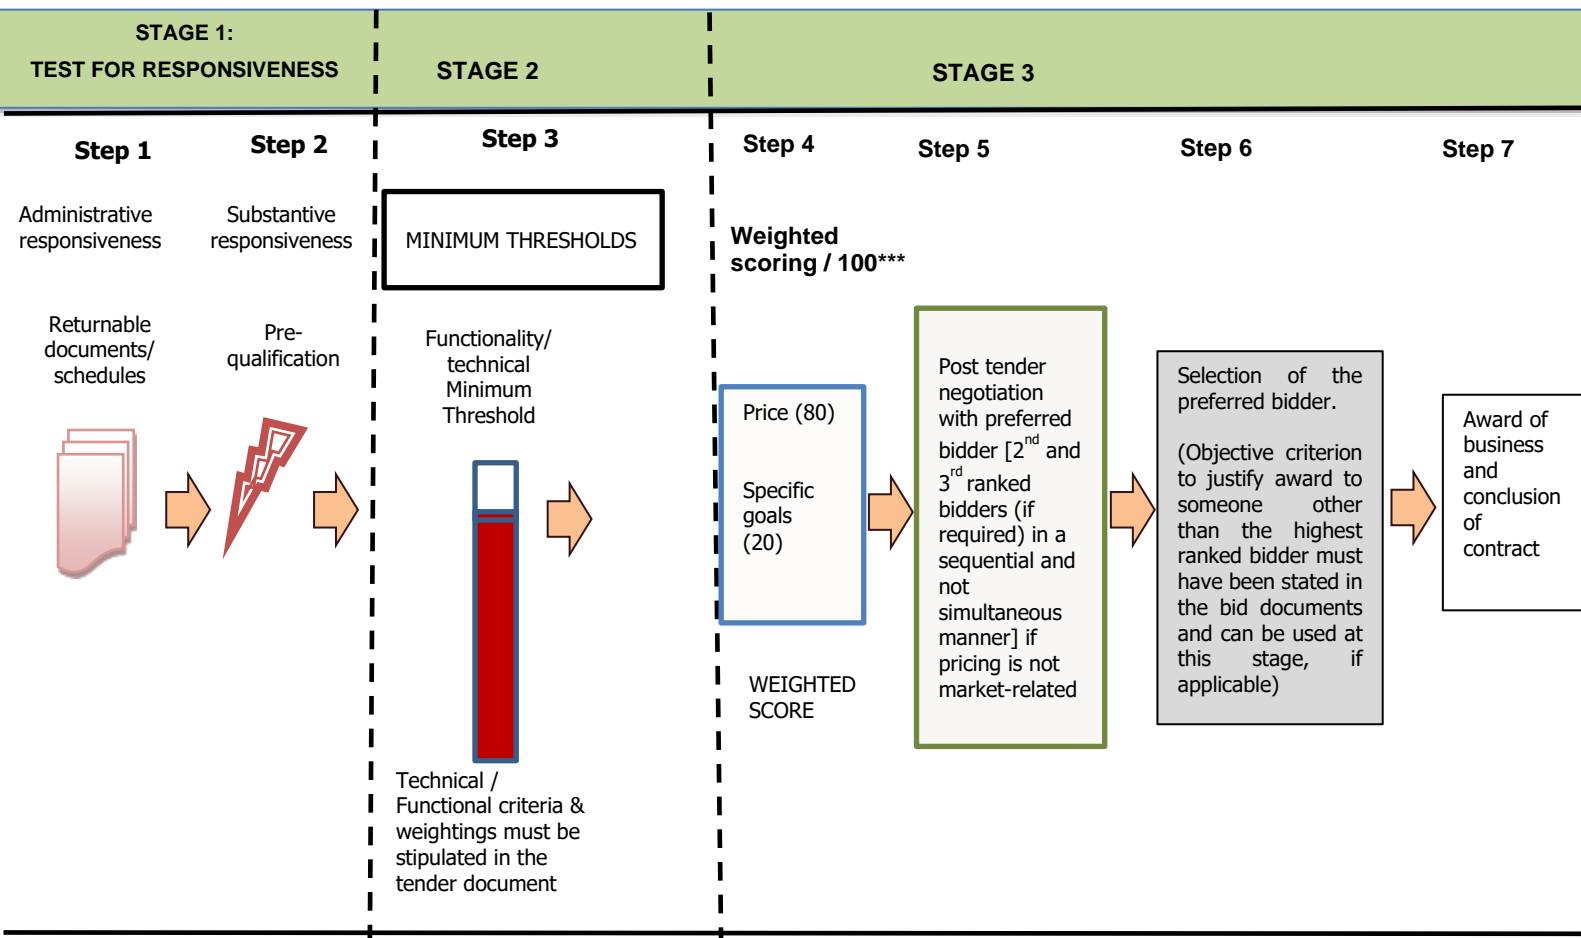 STAGE 1:
TEST FOR RESPONSIVENESS
STAGE 2
STAGE 3
Step 1
Step 2
Step 3
Step 4
Step 5
Step 6
Step 7
Administrative
responsiveness
Substantive
responsiveness
MINIMUM THRESHOLDS
Weighted
scoring / 100***
Returnable
documents/
schedules
Pre-
qualification
Functionality/
technical
Minimum
Threshold
Technical /
Functional criteria &
weightings must be
stipulated in the
tender document
Price (80)
Specific
goals
(20)
WEIGHTED
SCORE
Post tender
negotiation
with preferred
bidder [2nd and
3rd ranked
bidders (if
required) in a
sequential and
not
simultaneous
manner] if
pricing is not
market-related
Selection of the
preferred bidder.
(Objective criterion
to justify award to
someone other
than the highest
ranked bidder must
have been stated in
the bid documents
and can be used at
this stage, if
applicable)
Award of
business
and
conclusion
of
contract